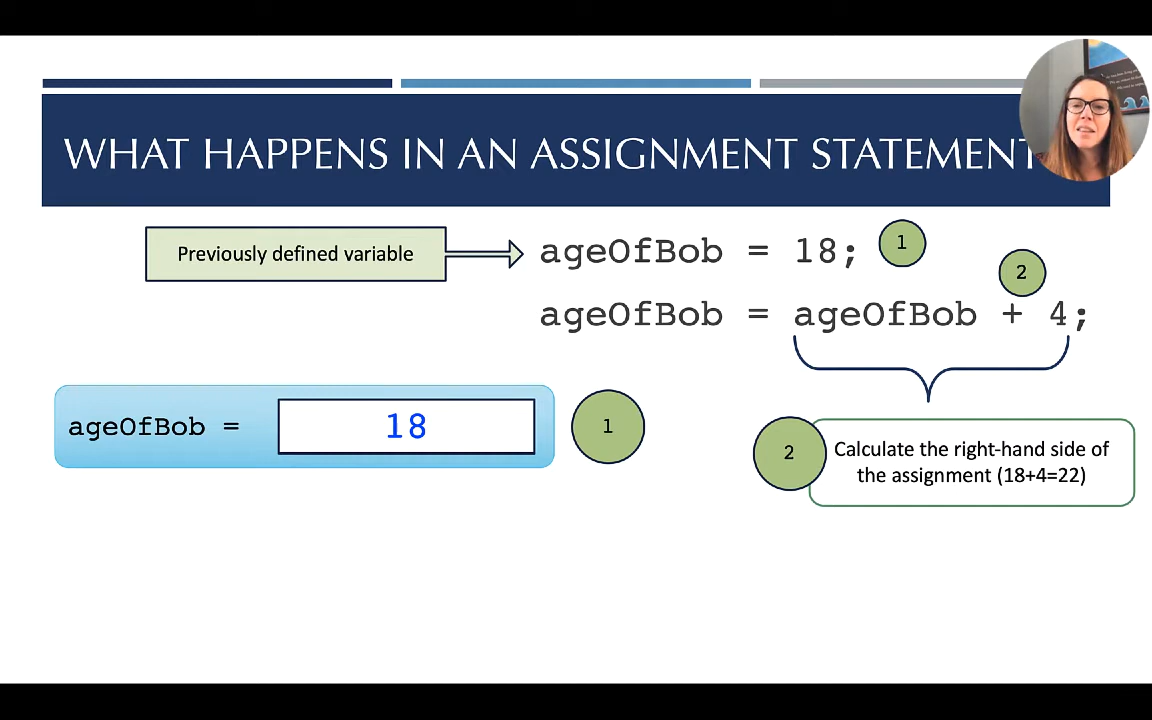 WHAT HAPPENS IN AN ASSIGNMENT STATEMENT
Previously defined variable
ageOfBob = 18;
1
2
ageOfBob = ageOfBob + 4;
ageOfBob =
18
1
2
Calculate the right-hand side of
the assignment (18+4=22)